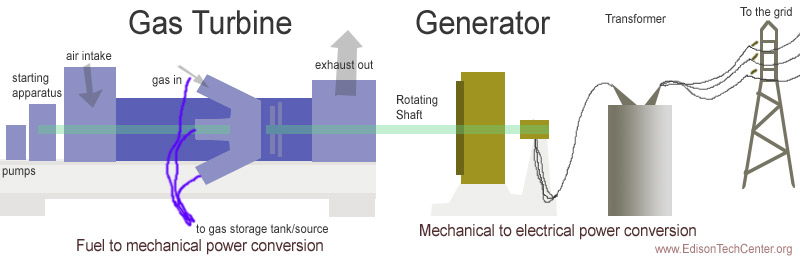 Gas Turbine
Generator
Transformer
To the grid
air intake
starting
apparatus
gas in
exhaust out
Rotating
Shaft
pumps
to gas storage tank/source
Fuel to mechanical power conversion
Mechanical to electrical power conversion
www.EdisonTechCenter.org